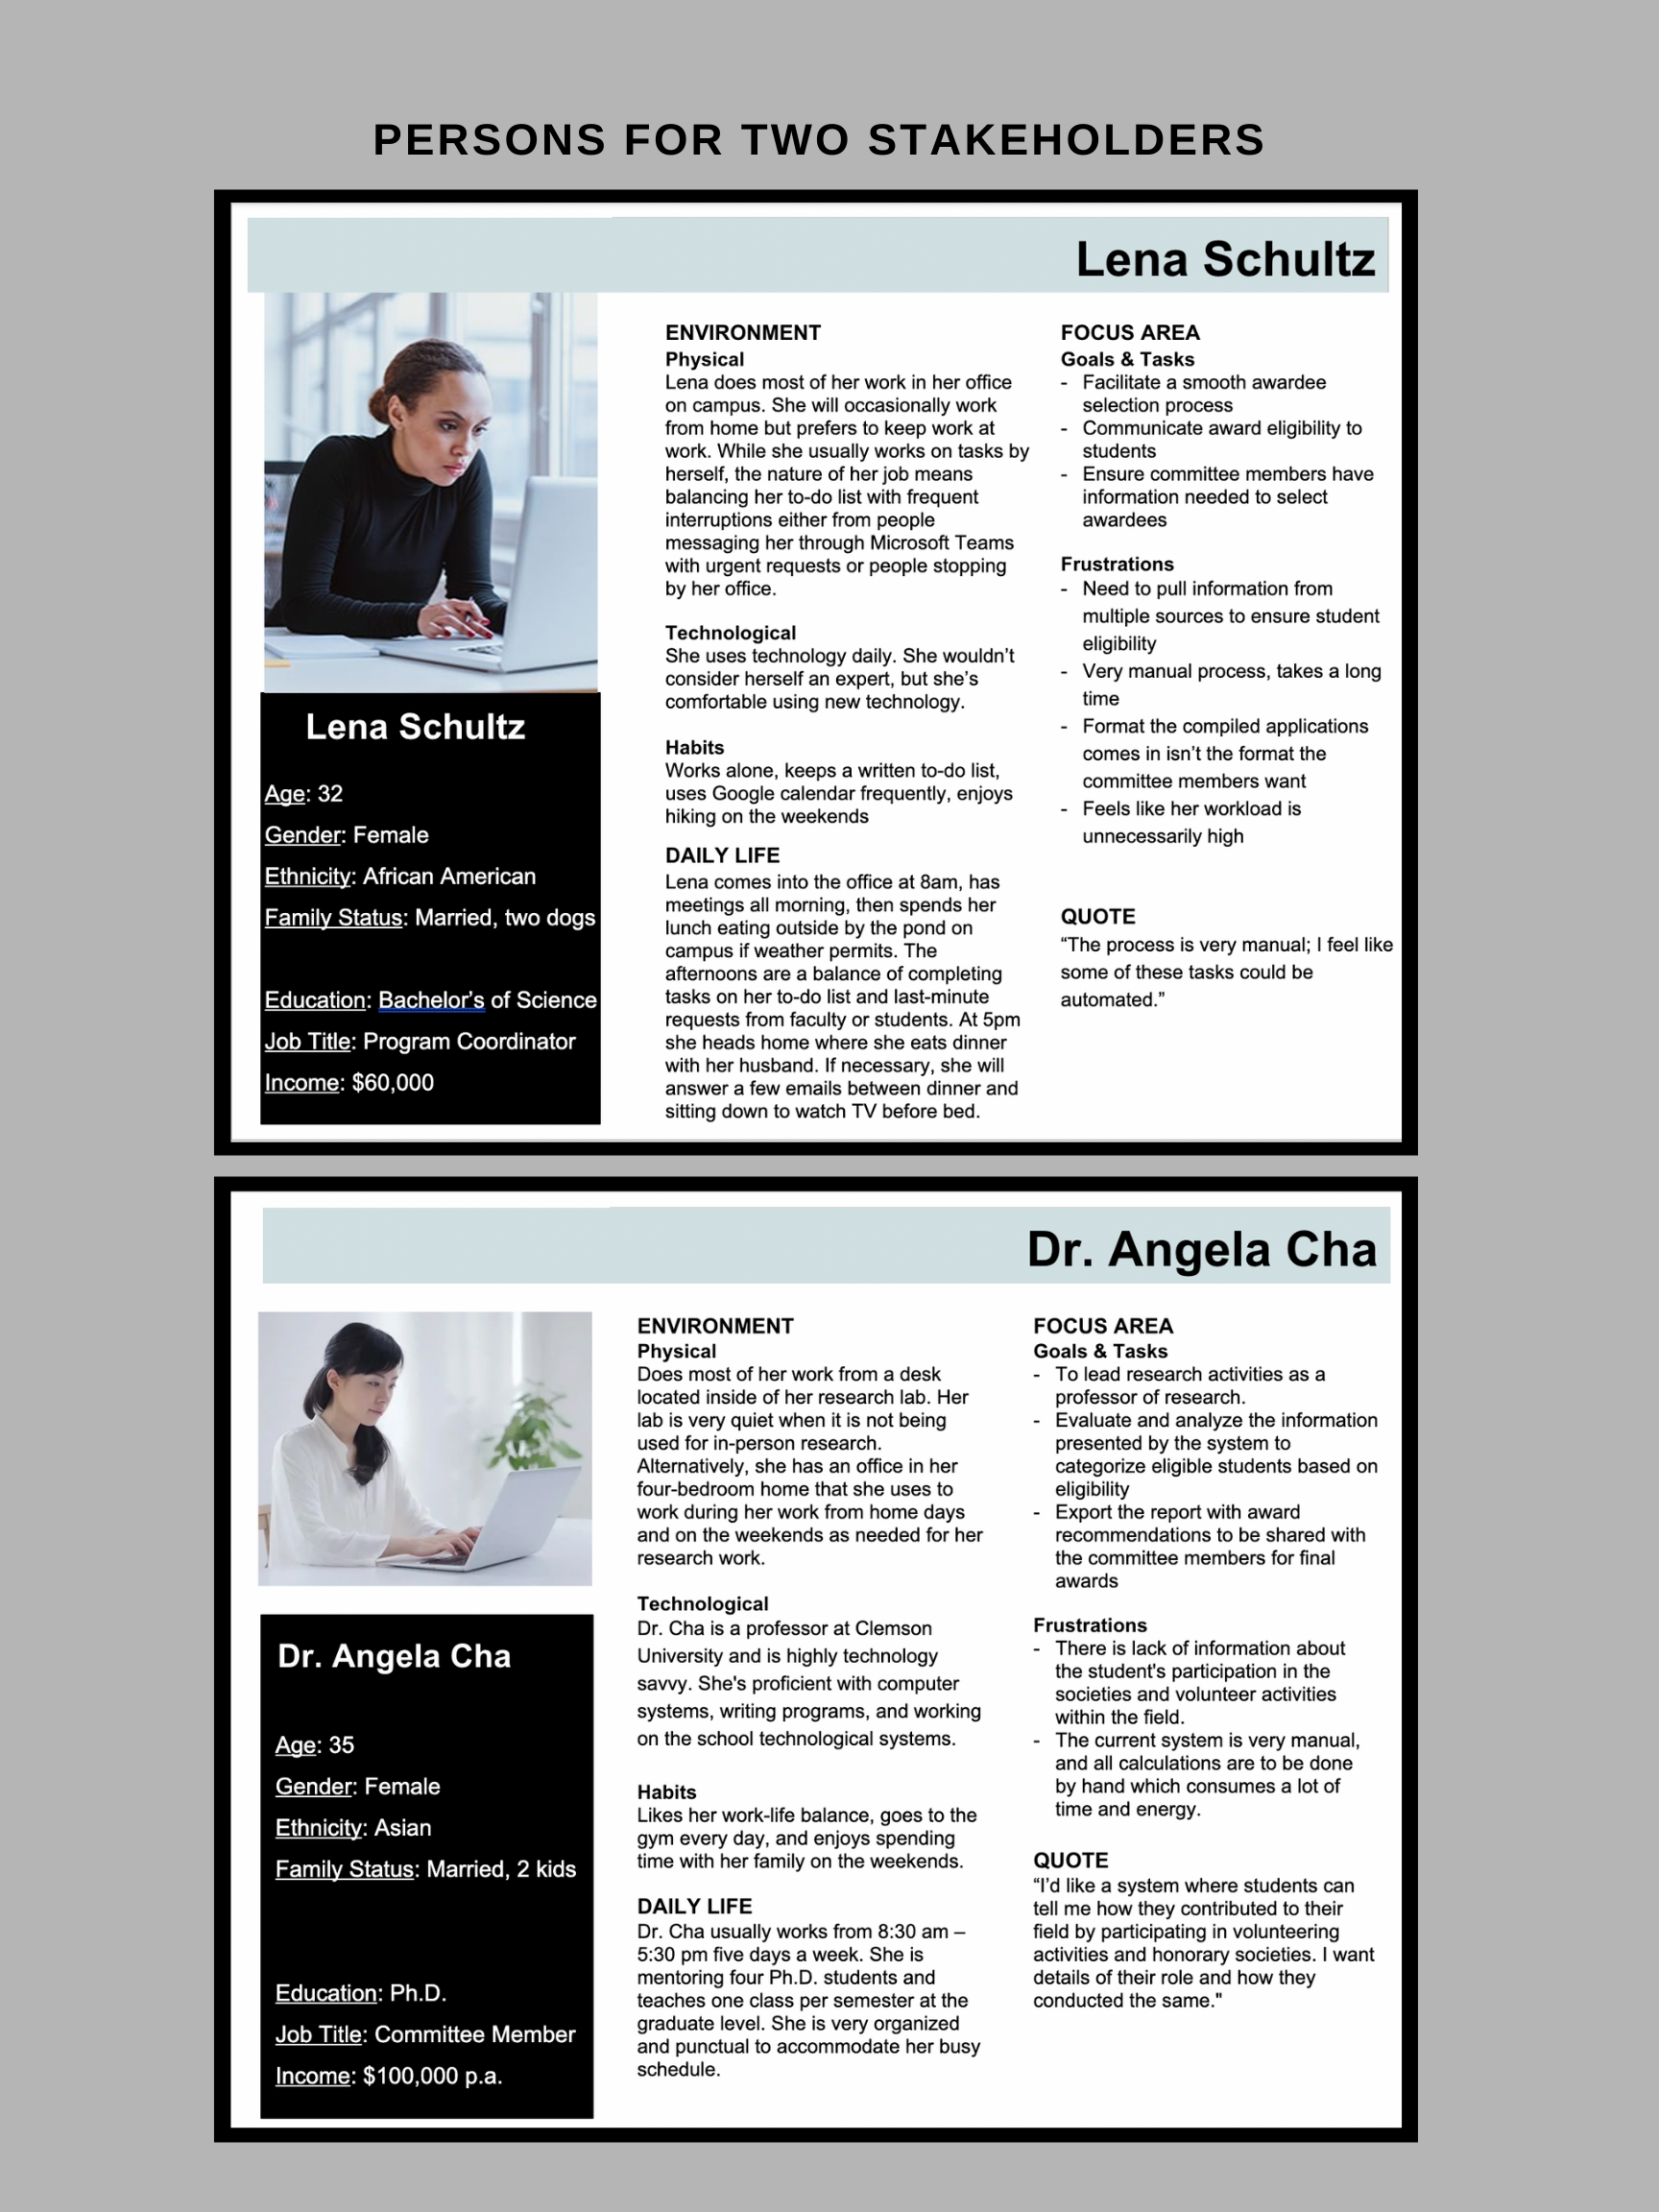 PERSONS FOR TWO STAKEHOLDERS
Lena Schultz
Lena Schultz
Age: 32
Gender: Female
Ethnicity: African American
Family Status: Married, two dogs
Education: Bachelor’s of Science
Job Title: Program Coordinator
Income: $60,000
ENVIRONMENT
Physical
Lena does most of her work in her office
on campus. She will occasionally work
from home but prefers to keep work at
work. While she usually works on tasks by
herself, the nature of her job means
balancing her to-do list with frequent
interruptions either from people
messaging her through Microsoft Teams
with urgent requests or people stopping
by her office.
Technological
She uses technology daily. She wouldn’t
consider herself an expert, but she’s
comfortable using new technology.
Habits
Works alone, keeps a written to-do list,
uses Google calendar frequently, enjoys
hiking on the weekends
DAILY LIFE
Lena comes into the office at 8am, has
meetings all morning, then spends her
lunch eating outside by the pond on
campus if weather permits. The
afternoons are a balance of completing
tasks on her to-do list and last-minute
requests from faculty or students. At 5pm
she heads home where she eats dinner
with her husband. If necessary, she will
answer a few emails between dinner and
sitting down to watch TV before bed.
FOCUS AREA
Goals & Tasks
- Facilitate a smooth awardee
selection process
- Communicate award eligibility to
students
- Ensure committee members have
information needed to select
awardees
Frustrations
- Need to pull information from
multiple sources to ensure student
eligibility
- Very manual process, takes a long
time
- Format the compiled applications
comes in isn’t the format the
committee members want
- Feels like her workload is
unnecessarily high
QUOTE
“The process is very manual; I feel like
some of these tasks could be
automated.”
Dr. Angela Cha
Dr. Angela Cha
Age: 35
Gender: Female
Ethnicity: Asian
Family Status: Married, 2 kids
Education: Ph.D.
Job Title: Committee Member
Income: $100,000 p.a.
ENVIRONMENT
Physical
Does most of her work from a desk
located inside of her research lab. Her
lab is very quiet when it is not being
used for in-person research.
Alternatively, she has an office in her
four-bedroom home that she uses to
work during her work from home days
and on the weekends as needed for her
research work.
Technological
Dr. Cha is a professor at Clemson
University and is highly technology
savvy. She's proficient with computer
systems, writing programs, and working
on the school technological systems.
Habits
Likes her work-life balance, goes to the
gym every day, and enjoys spending
time with her family on the weekends.
DAILY LIFE
Dr. Cha usually works from 8:30 am –
5:30 pm five days a week. She is
mentoring four Ph.D. students and
teaches one class per semester at the
graduate level. She is very organized
and punctual to accommodate her busy
schedule.
FOCUS AREA
Goals & Tasks
- To lead research activities as a
professor of research.
- Evaluate and analyze the information
presented by the system to
categorize eligible students based on
eligibility
- Export the report with award
recommendations to be shared with
the committee members for final
awards
Frustrations
- There is lack of information about
the student's participation in the
societies and volunteer activities
within the field.
- The current system is very manual,
and all calculations are to be done
by hand which consumes a lot of
time and energy.
QUOTE
“I’d like a system where students can
tell me how they contributed to their
field by participating in volunteering
activities and honorary societies. I want
details of their role and how they
conducted the same."